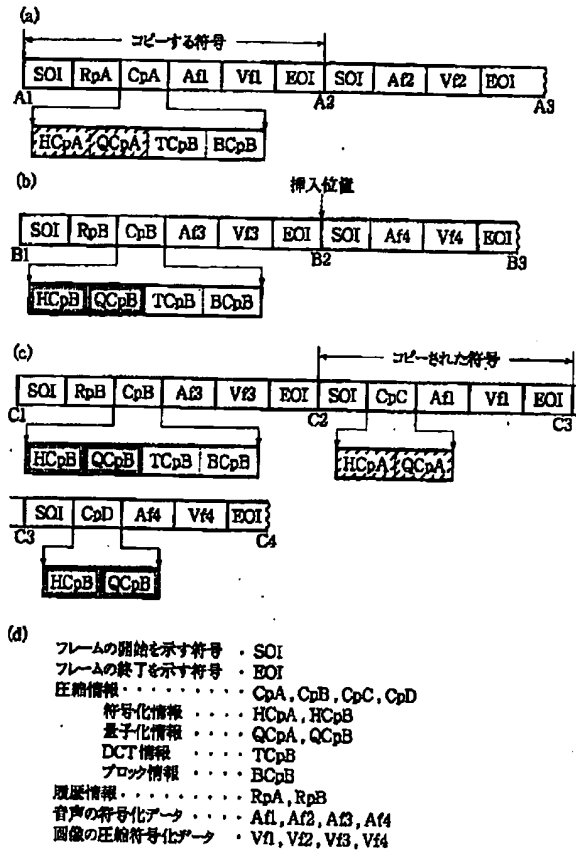 (a)
コピーする符号
SOI RpA CpA Af1 Vf1 EOI SOI Af2 Vf2 EOI
A1 A2 A3
HCpA QCpA TCpB BCpB
(b)
挿入位置
SOI RpB CpB Af3 Vf3 EOI SOI Af4 Vf4 EOI
B1 B2 B3
HCpB QCpB TCpB BCpB
(c)
コピーされた符号
SOI RpB CpB Af3 Vf3 EOI SOI CpC Af1 Vf1 EOI
C1 C2 C3
HCpB QCpB TCpB BCpB HCpA QCpA
SOI CpD Af4 Vf4 EOI
C3 C4
HCpB QCpB
(d)
フレームの開始を示す符号 ・ SOI
フレームの終了を示す符号 ・ EOI
圧縮情報 ・・・・・・・・・ CpA, CpB, CpC, CpD
符号化情報 ・・・・ HCpA, HCpB
量子化情報 ・・・・ QCpA, QCpB
DCT情報 ・・・・ TCpB
ブロック情報 ・・・・ BCpB
履歴情報 ・・・・・・・・・ RpA, RpB
音声の符号化データ ・・・・ Af1, Af2, Af3, Af4
画像の圧縮符号化データ ・・ Vf1, Vf2, Vf3, Vf4